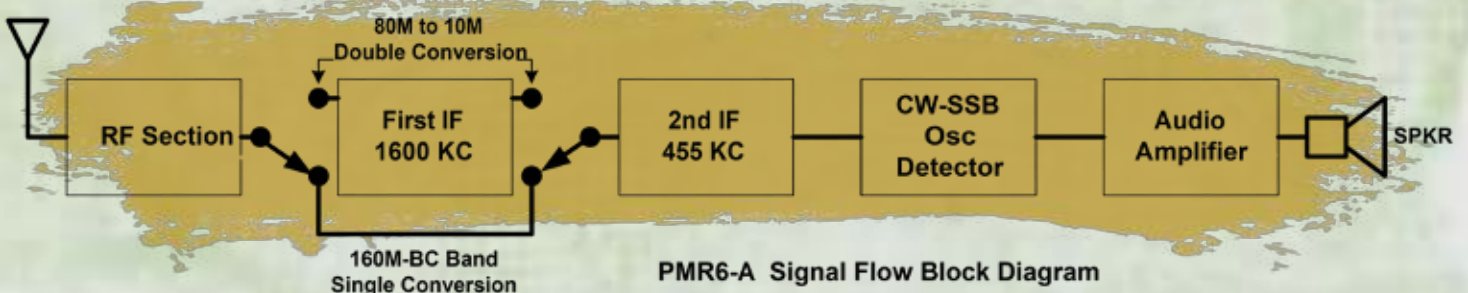 80M to 10M
Double Conversion
RF Section
First IF
1600 KC
2nd IF
455 KC
CW-SSB
Osc
Detector
Audio
Amplifier
SPKR
160M-BC Band
Single Conversion
PMR6-A Signal Flow Block Diagram